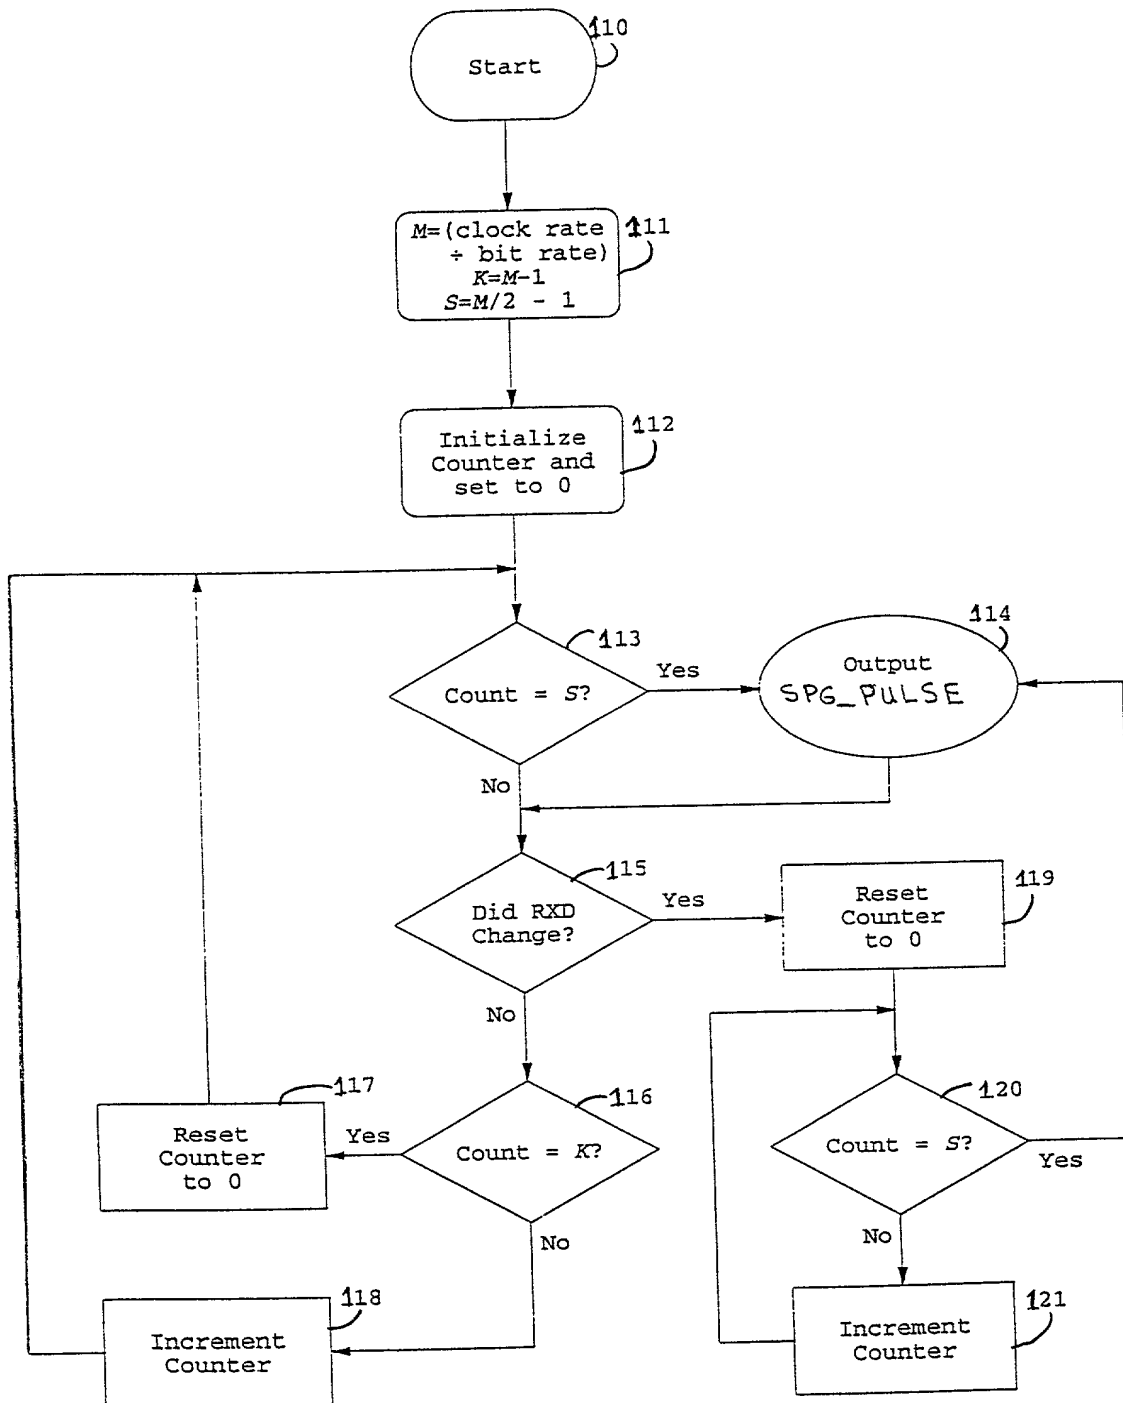 110
Start
M=(clock rate
÷ bit rate)
K=M-1
S=M/2 - 1
111
Initialize
Counter and
set to 0
112
113
Count = S?
Yes
No
114
Output
SPG_PULSE
115
Did RXD
Change?
Yes
No
Reset
Counter
to 0
119
117
Reset
Counter
to 0
Yes
116
Count = K?
No
120
Count = S?
Yes
No
118
Increment
Counter
121
Increment
Counter